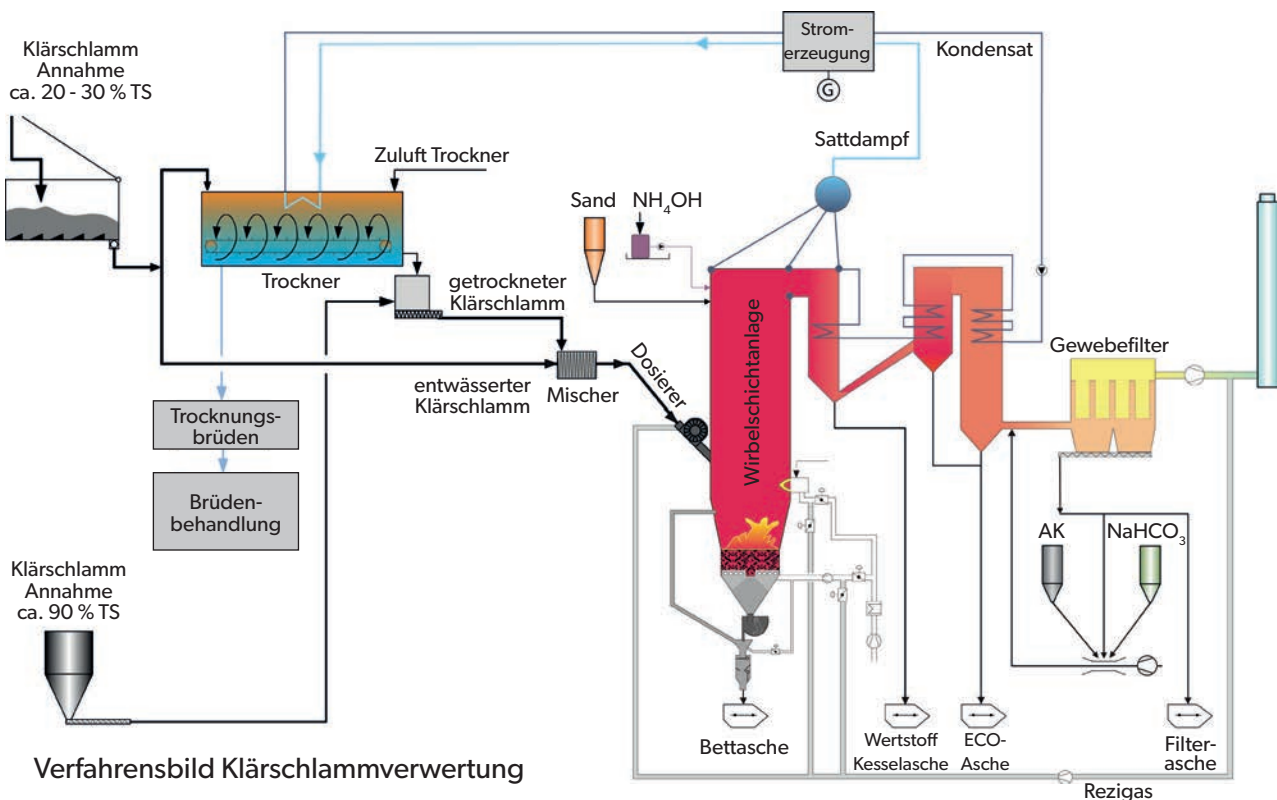 Klärschlamm
Annahme
ca. 20 - 30 % TS
Strom-
erzeugung
G
Kondensat
Sattdampf
Zuluft Trockner
Sand
NH₄OH
Trockner
getrockneter
Klärschlamm
entwässerter
Klärschlamm
Mischer
Dosierer
Wirbelschichtanlage
Gewebefilter
Trocknungs-
brüden
Brüden-
behandlung
AK
NaHCO₃
Klärschlamm
Annahme
ca. 90 % TS
Bettasche
Wertstoff
Kesselasche
ECO-
Asche
Filter-
asche
Rezigas
Verfahrensbild Klärschlammverwertung